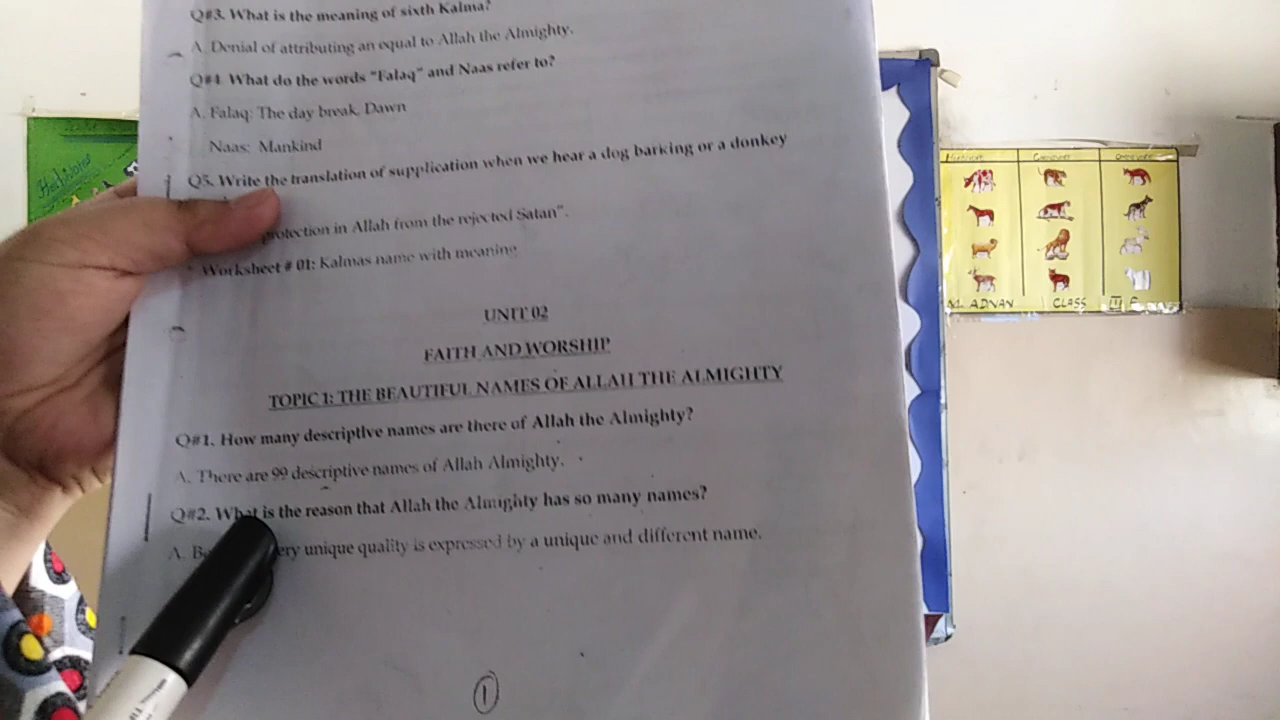 Q#3. What is the meaning of sixth Kalma?
A. Denial of attributing an equal to Allah the Almighty.
Q#4. What do the words "Falaq" and Naas refer to?
A. Falaq: The day break, Dawn
Naas: Mankind
Q5. Write the translation of supplication when we hear a dog barking or a donkey
protection in Allah from the rejected Satan".
Worksheet # 01: Kalmas name with meaning
UNIT 02
FAITH AND WORSHIP
TOPIC 1: THE BEAUTIFUL NAMES OF ALLAH THE ALMIGHTY
Q#1. How many descriptive names are there of Allah the Almighty?
A. There are 99 descriptive names of Allah Almighty.
Q#2. What is the reason that Allah the Almighty has so many names?
A. unique quality is expressed by a unique and different name.
1
Herbivores
Carnivores
Omnivores
M. ADNAN CLASS III